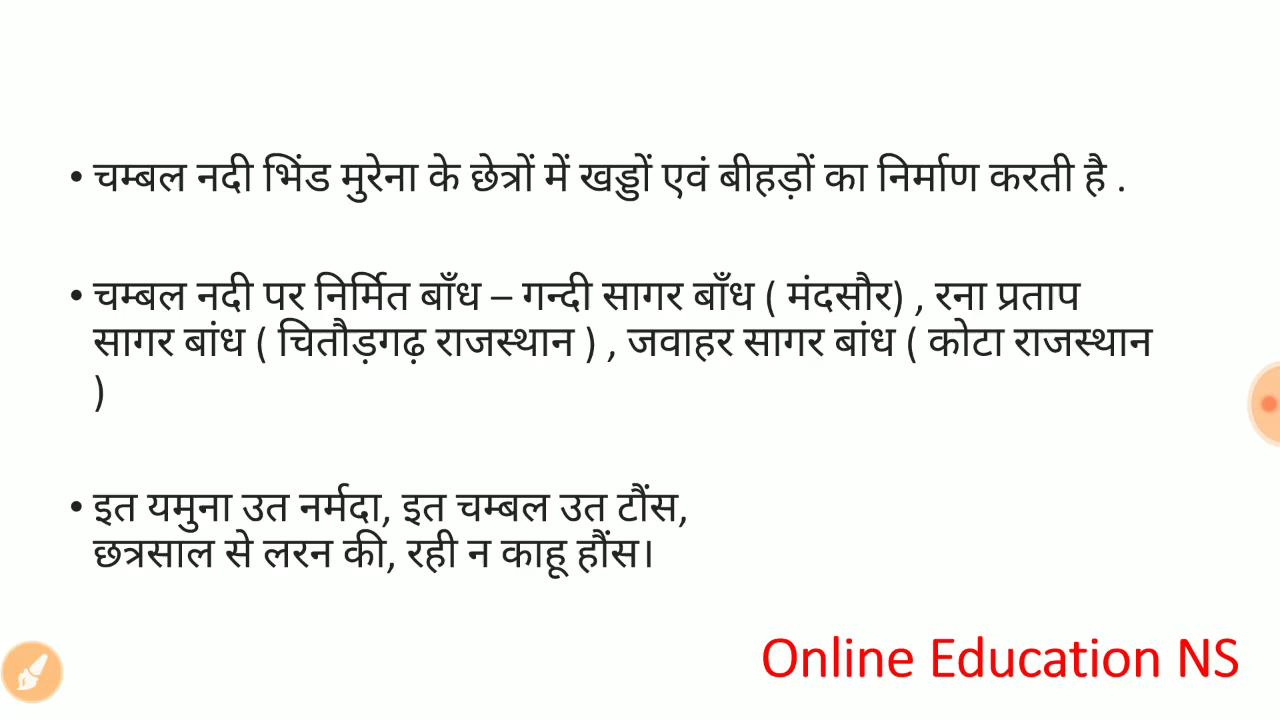 • चम्बल नदी भिंड मुरेना के छेत्रों में खड्डों एवं बीहड़ों का निर्माण करती है .
• चम्बल नदी पर निर्मित बाँध – गन्दी सागर बाँध ( मंदसौर) , रना प्रताप
सागर बांध ( चितौड़गढ़ राजस्थान ) , जवाहर सागर बांध ( कोटा राजस्थान
)
• इत यमुना उत नर्मदा, इत चम्बल उत टौंस,
छत्रसाल से लरन की, रही न काहू हौंस।
Online Education NS